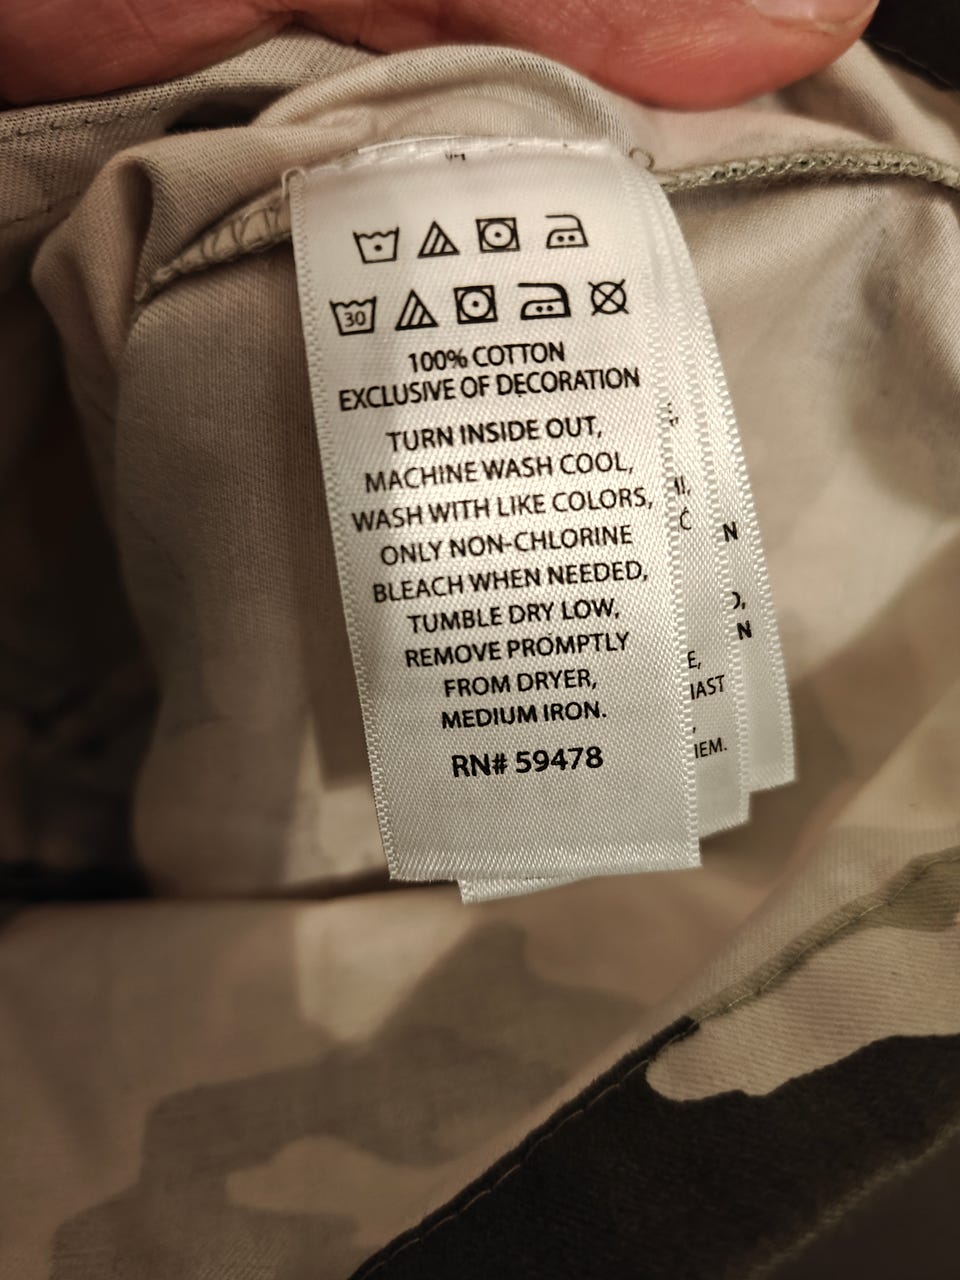 30
100% COTTON
EXCLUSIVE OF DECORATION
TURN INSIDE OUT,
MACHINE WASH COOL,
WASH WITH LIKE COLORS,
ONLY NON-CHLORINE
BLEACH WHEN NEEDED,
TUMBLE DRY LOW,
REMOVE PROMPTLY
FROM DRYER,
MEDIUM IRON.
RN# 59478